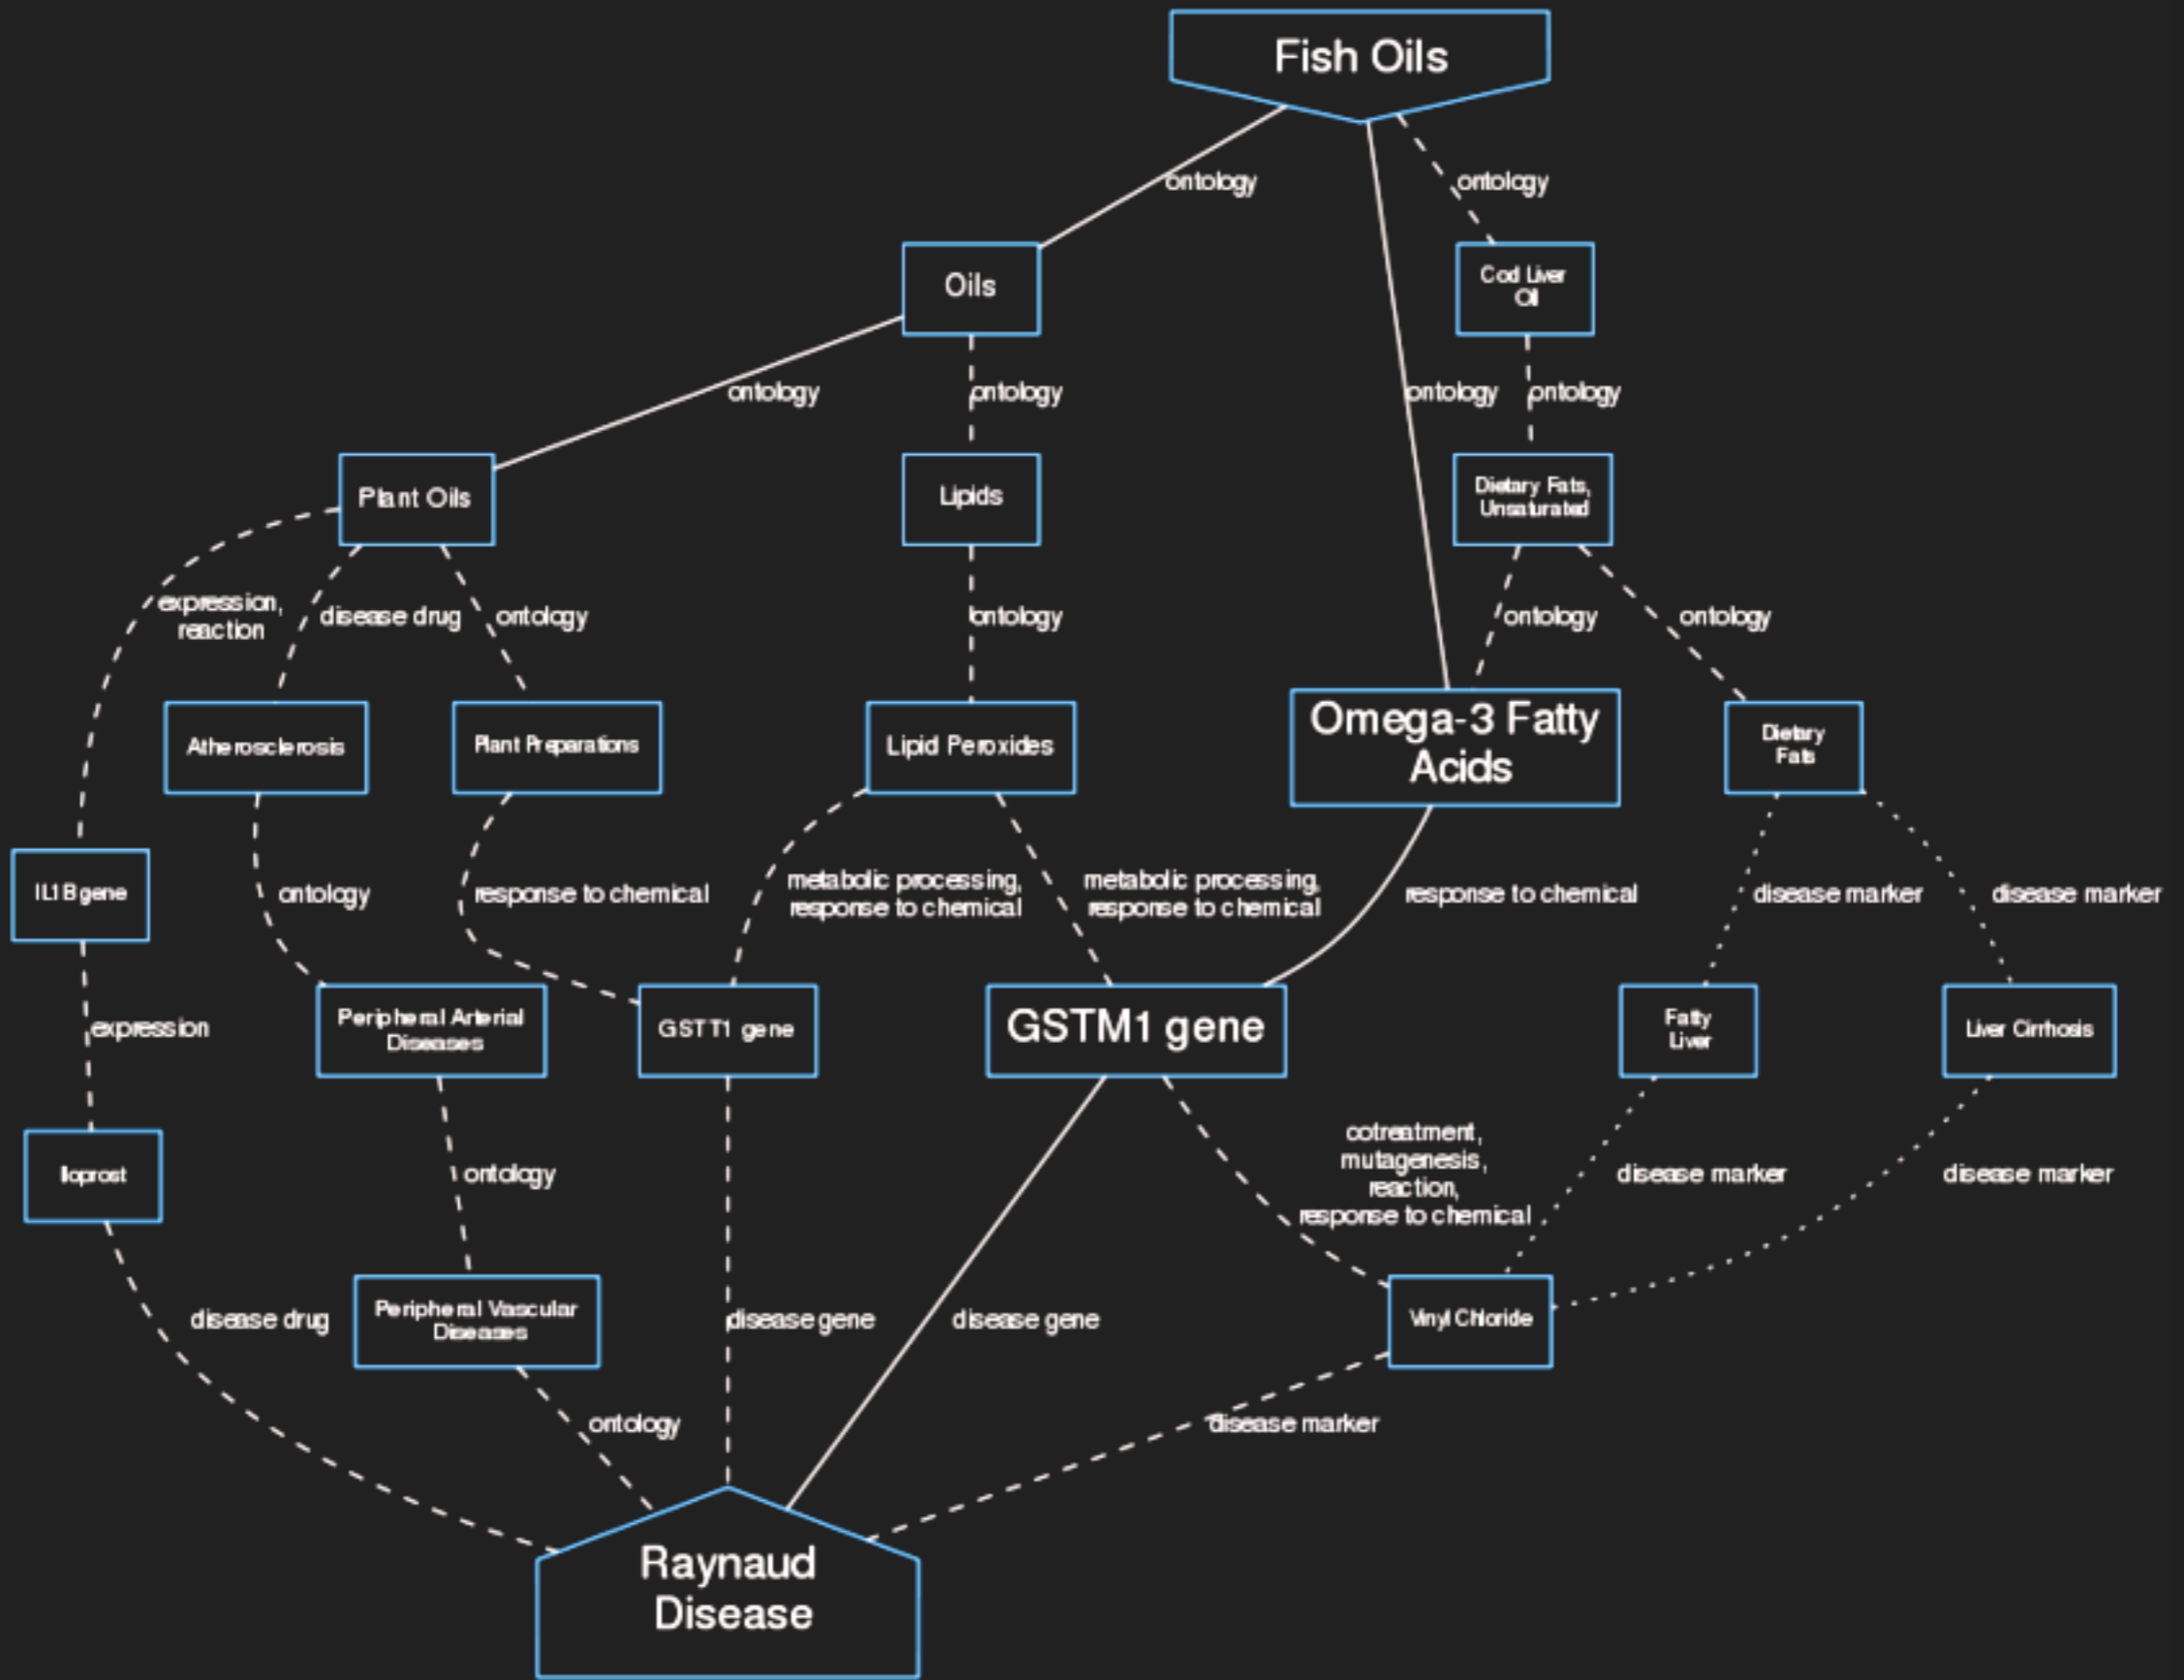 Fish Oils
ontology
ontology
Oils
Cod Liver
Oil
ontology
ontology
ontology
ontology
Plant Oils
Lipids
Dietary Fats,
Unsaturated
expression,
reaction
disease drug
ontology
ontology
ontology
ontology
Atherosclerosis
Plant Preparations
Lipid Peroxides
Omega-3 Fatty
Acids
Dietary
Fats
IL1B gene
ontology
response to chemical
metabolic processing,
response to chemical
metabolic processing,
response to chemical
response to chemical
disease marker
disease marker
expression
Peripheral Arterial
Diseases
GSTT1 gene
GSTM1 gene
Fatty
Liver
Liver Cirrhosis
Iloprost
ontology
cotreatment,
mutagenesis,
reaction,
response to chemical
disease marker
disease marker
disease drug
Peripheral Vascular
Diseases
disease gene
disease gene
Vinyl Chloride
ontology
disease marker
Raynaud
Disease